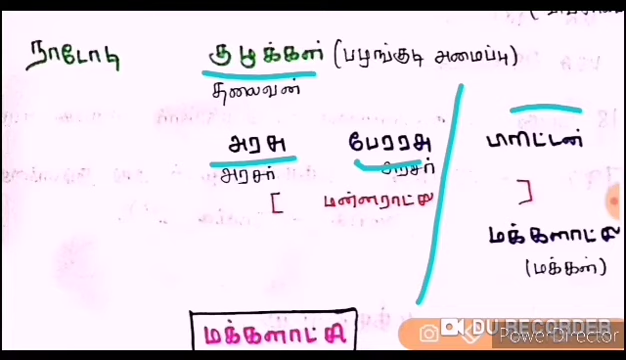 நாடோடி குழுக்கள் (பழங்குடி அமைப்பு)
தலைவன்
அரசு பேரரசு பிரிட்டன்
அரசர் அரசர்
[ மன்னராட்சி ]
மக்களாட்சி
(மக்கள்)
மக்களாட்சி
DU RECORDER
PowerDirector